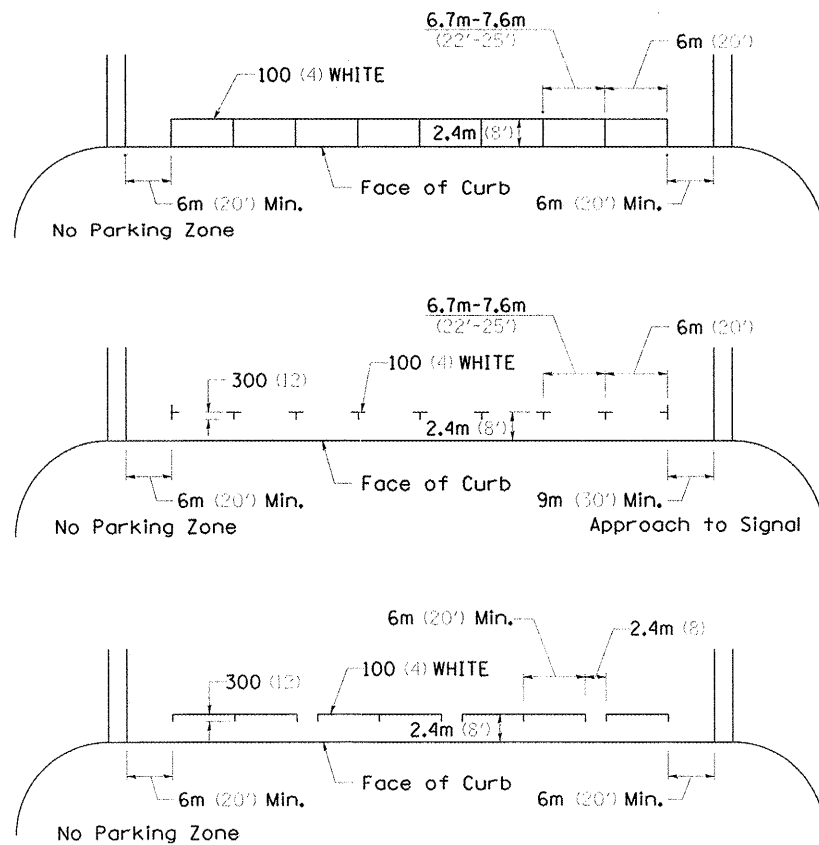 6.7m-7.6m
(22'-25')
6m (20')
100 (4) WHITE
2.4m (8')
Face of Curb
6m (20') Min.
6m (20') Min.
No Parking Zone
6.7m-7.6m
(22'-25')
6m (20')
300 (12)
100 (4) WHITE
2.4m (8')
Face of Curb
6m (20') Min.
9m (30') Min.
No Parking Zone
Approach to Signal
6m (20') Min.
2.4m (8)
300 (12)
100 (4) WHITE
2.4m (8')
Face of Curb
6m (20') Min.
6m (20') Min.
No Parking Zone